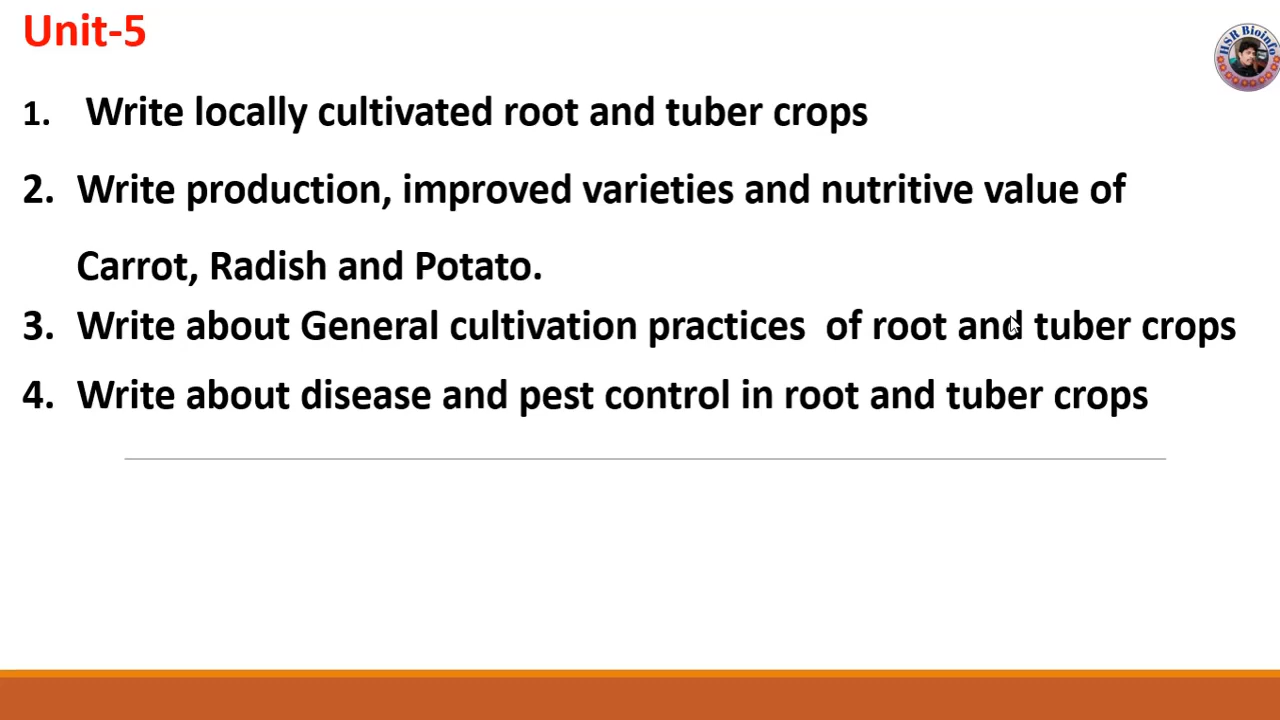 Unit-5
HSR Bioinfo
1. Write locally cultivated root and tuber crops
2. Write production, improved varieties and nutritive value of
Carrot, Radish and Potato.
3. Write about General cultivation practices of root and tuber crops
4. Write about disease and pest control in root and tuber crops